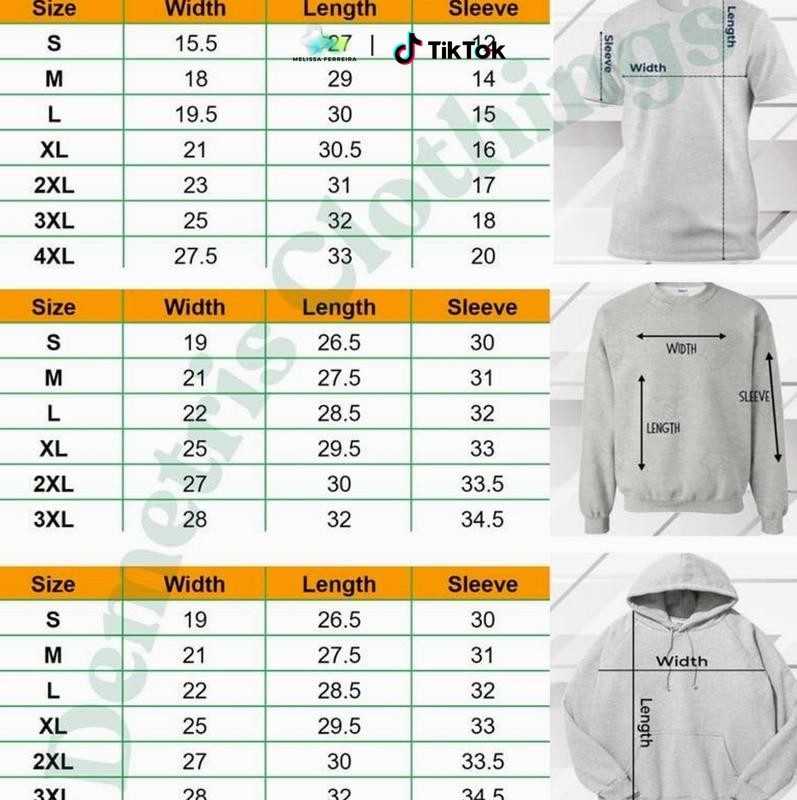 Size Width Length Sleeve
S 15.5 27 12
MELISSA FERREIRA | TikTok
M 18 29 14
L 19.5 30 15
XL 21 30.5 16
2XL 23 31 17
3XL 25 32 18
4XL 27.5 33 20
Sleeve
Width
Length
Size Width Length Sleeve
S 19 26.5 30
M 21 27.5 31
L 22 28.5 32
XL 25 29.5 33
2XL 27 30 33.5
3XL 28 32 34.5
WIDTH
LENGTH
SLEEVE
Size Width Length Sleeve
S 19 26.5 30
M 21 27.5 31
L 22 28.5 32
XL 25 29.5 33
2XL 27 30 33.5
3XL 28 32 34.5
Width
Length
Demetris Clothings